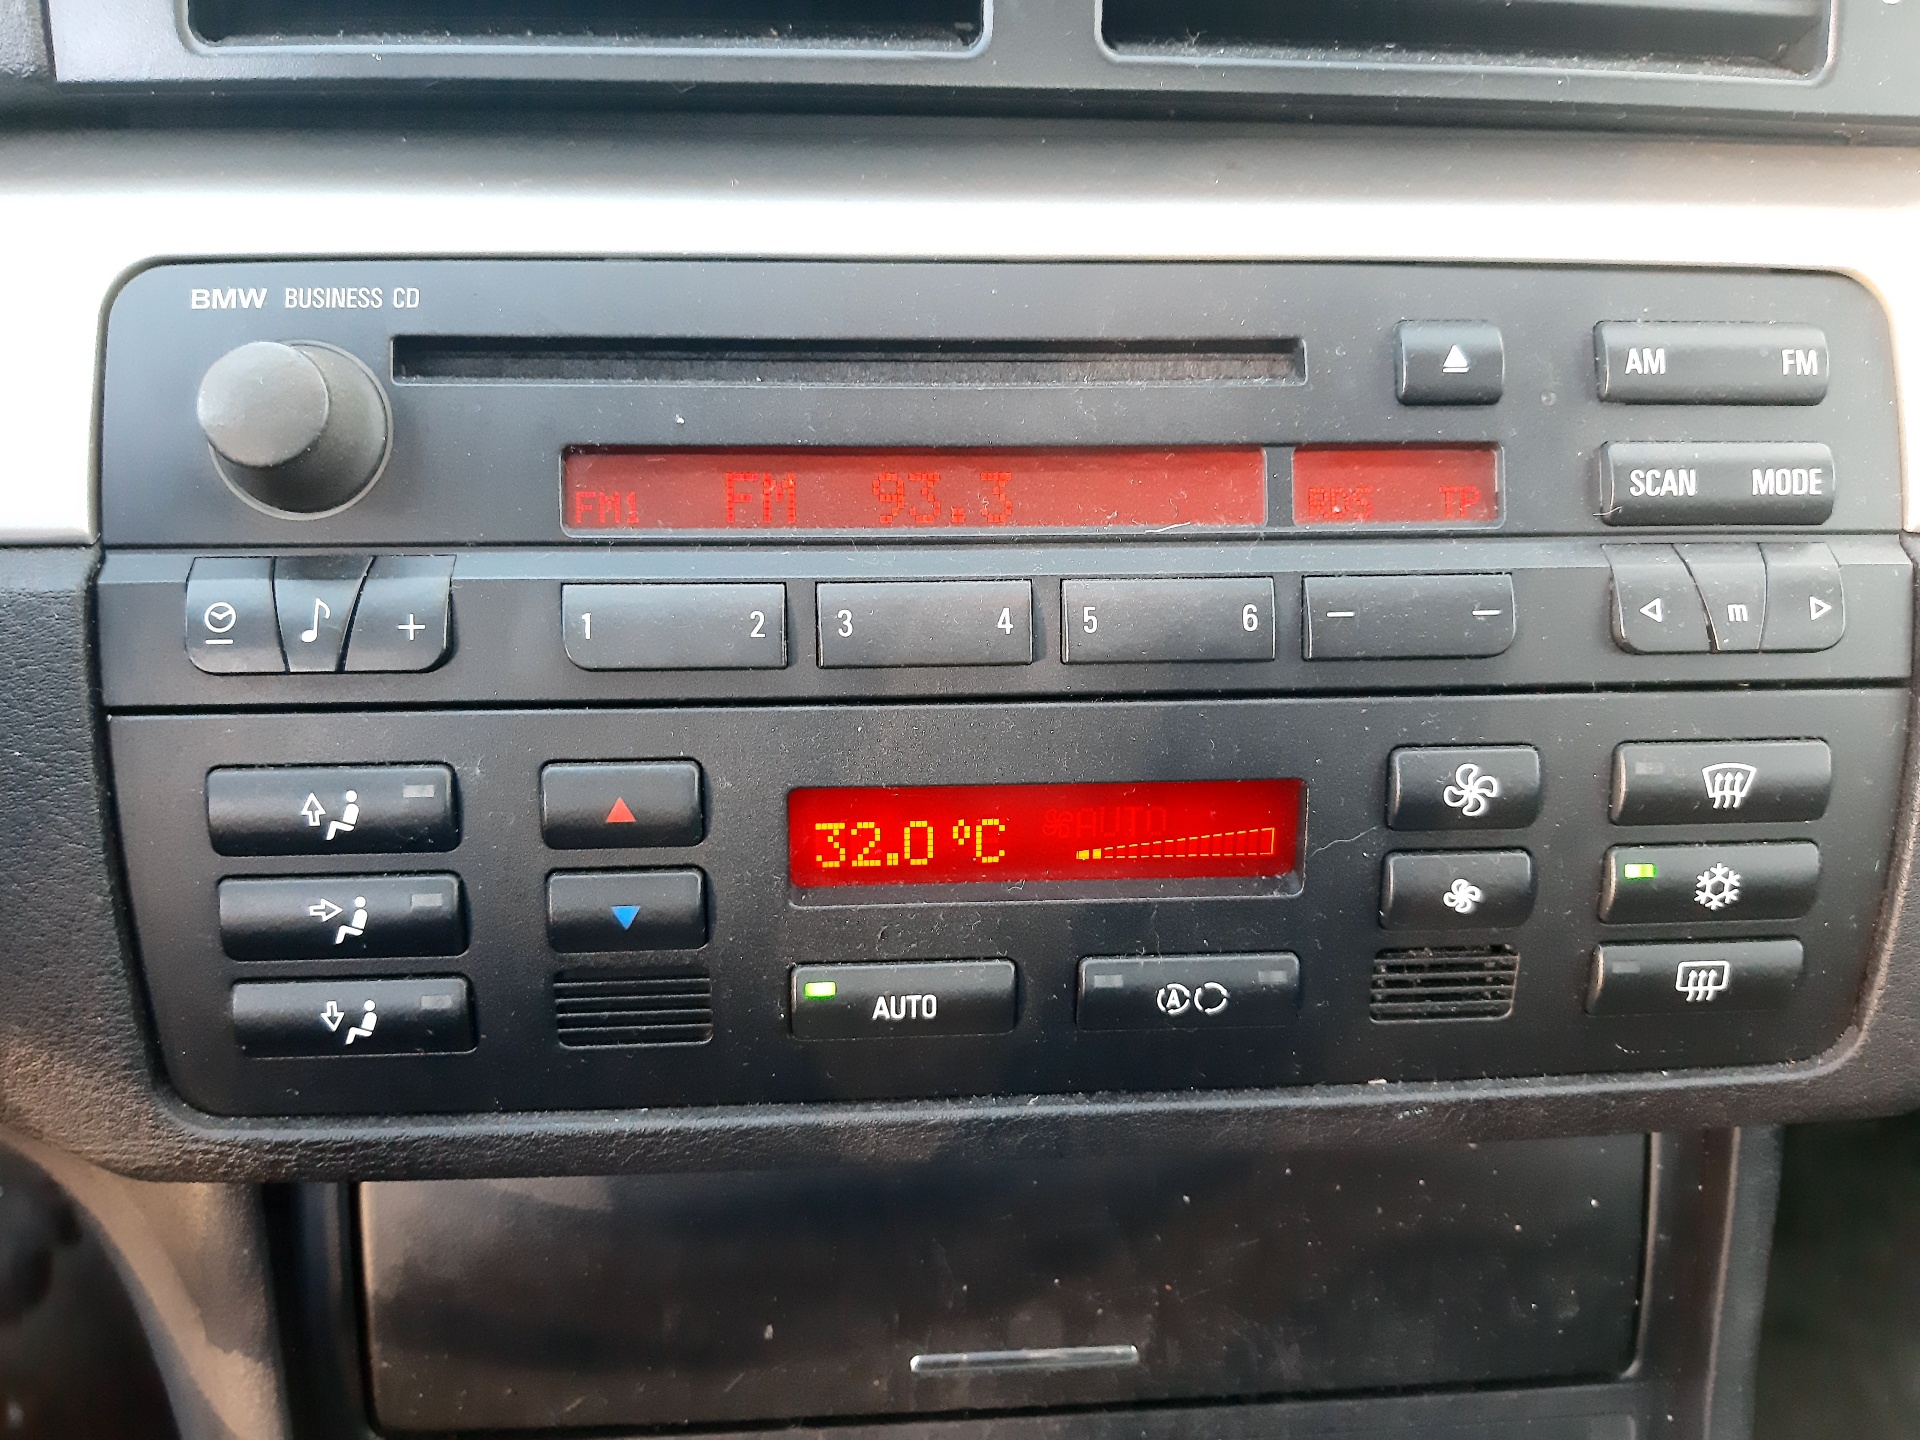 BMW BUSINESS CD
AM FM
FM1 FM 93.3 RDS TP
SCAN MODE
1 2 3 4 5 6 m
32.0 ºC AUTO
AUTO A